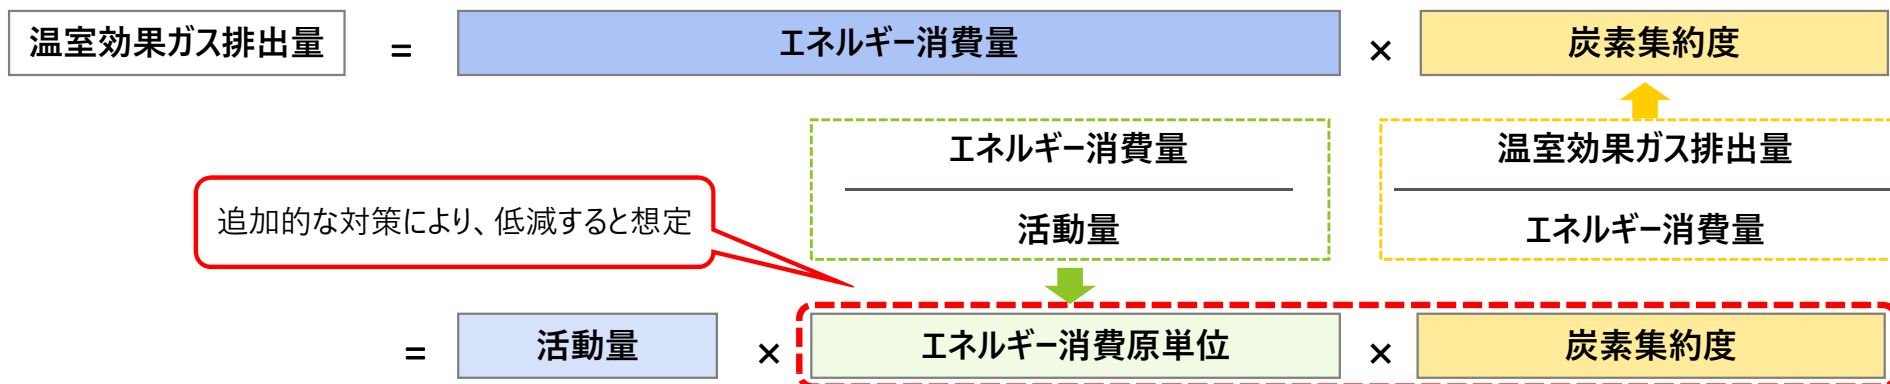 温室効果ガス排出量 = エネルギー消費量 × 炭素集約度
エネルギー消費量
活動量
温室効果ガス排出量
エネルギー消費量
追加的な対策により、低減すると想定
= 活動量 × エネルギー消費原単位 × 炭素集約度